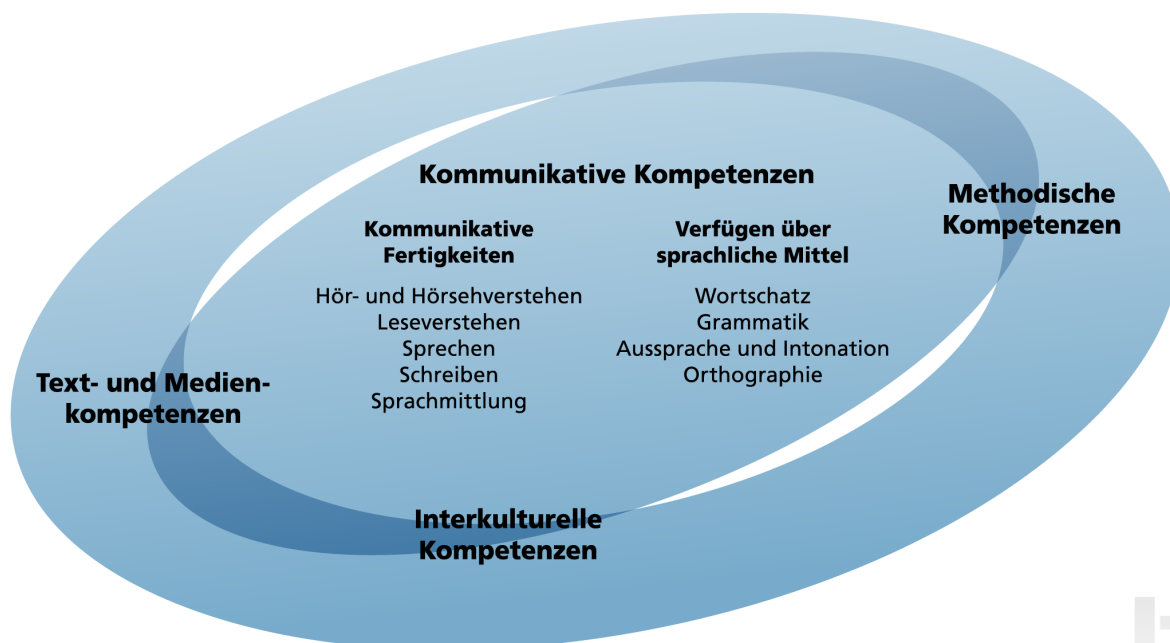 Kommunikative Kompetenzen
Kommunikative
Fertigkeiten
Hör- und Hörsehverstehen
Leseverstehen
Sprechen
Schreiben
Sprachmittlung
Verfügen über
sprachliche Mittel
Wortschatz
Grammatik
Aussprache und Intonation
Orthographie
Methodische
Kompetenzen
Text- und Medien-
kompetenzen
Interkulturelle
Kompetenzen